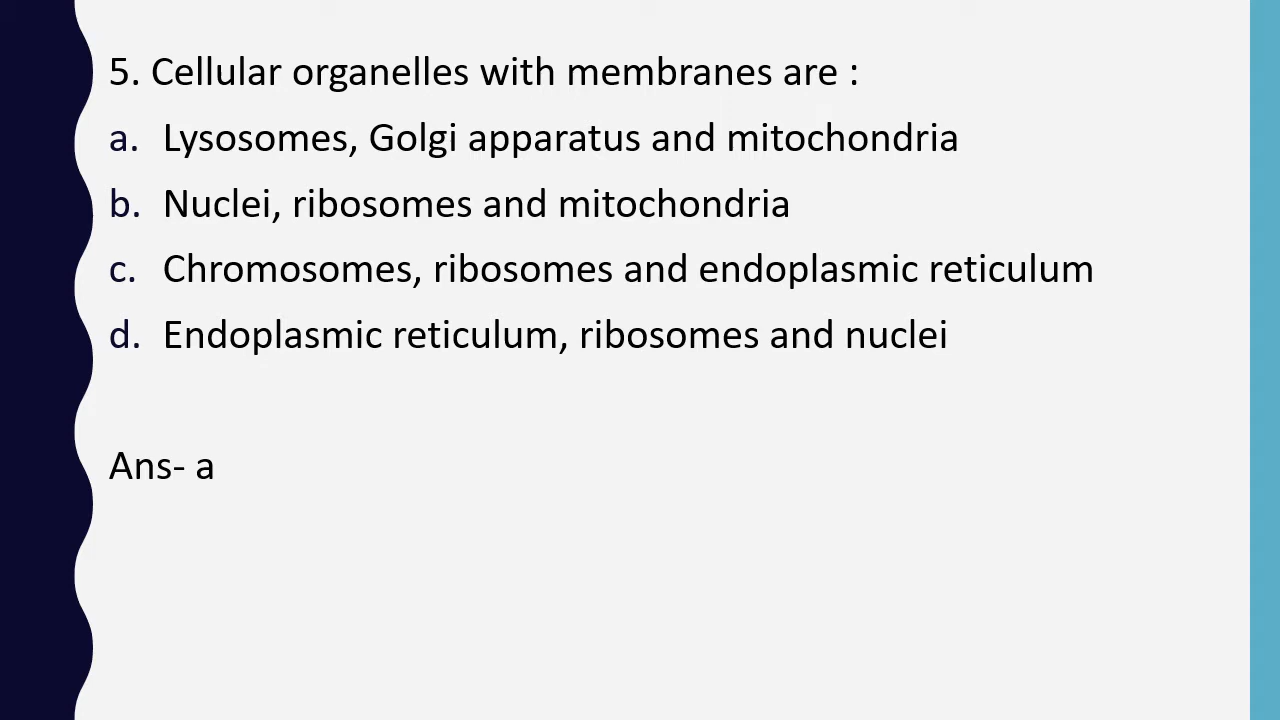 5. Cellular organelles with membranes are :
a. Lysosomes, Golgi apparatus and mitochondria
b. Nuclei, ribosomes and mitochondria
c. Chromosomes, ribosomes and endoplasmic reticulum
d. Endoplasmic reticulum, ribosomes and nuclei
Ans- a